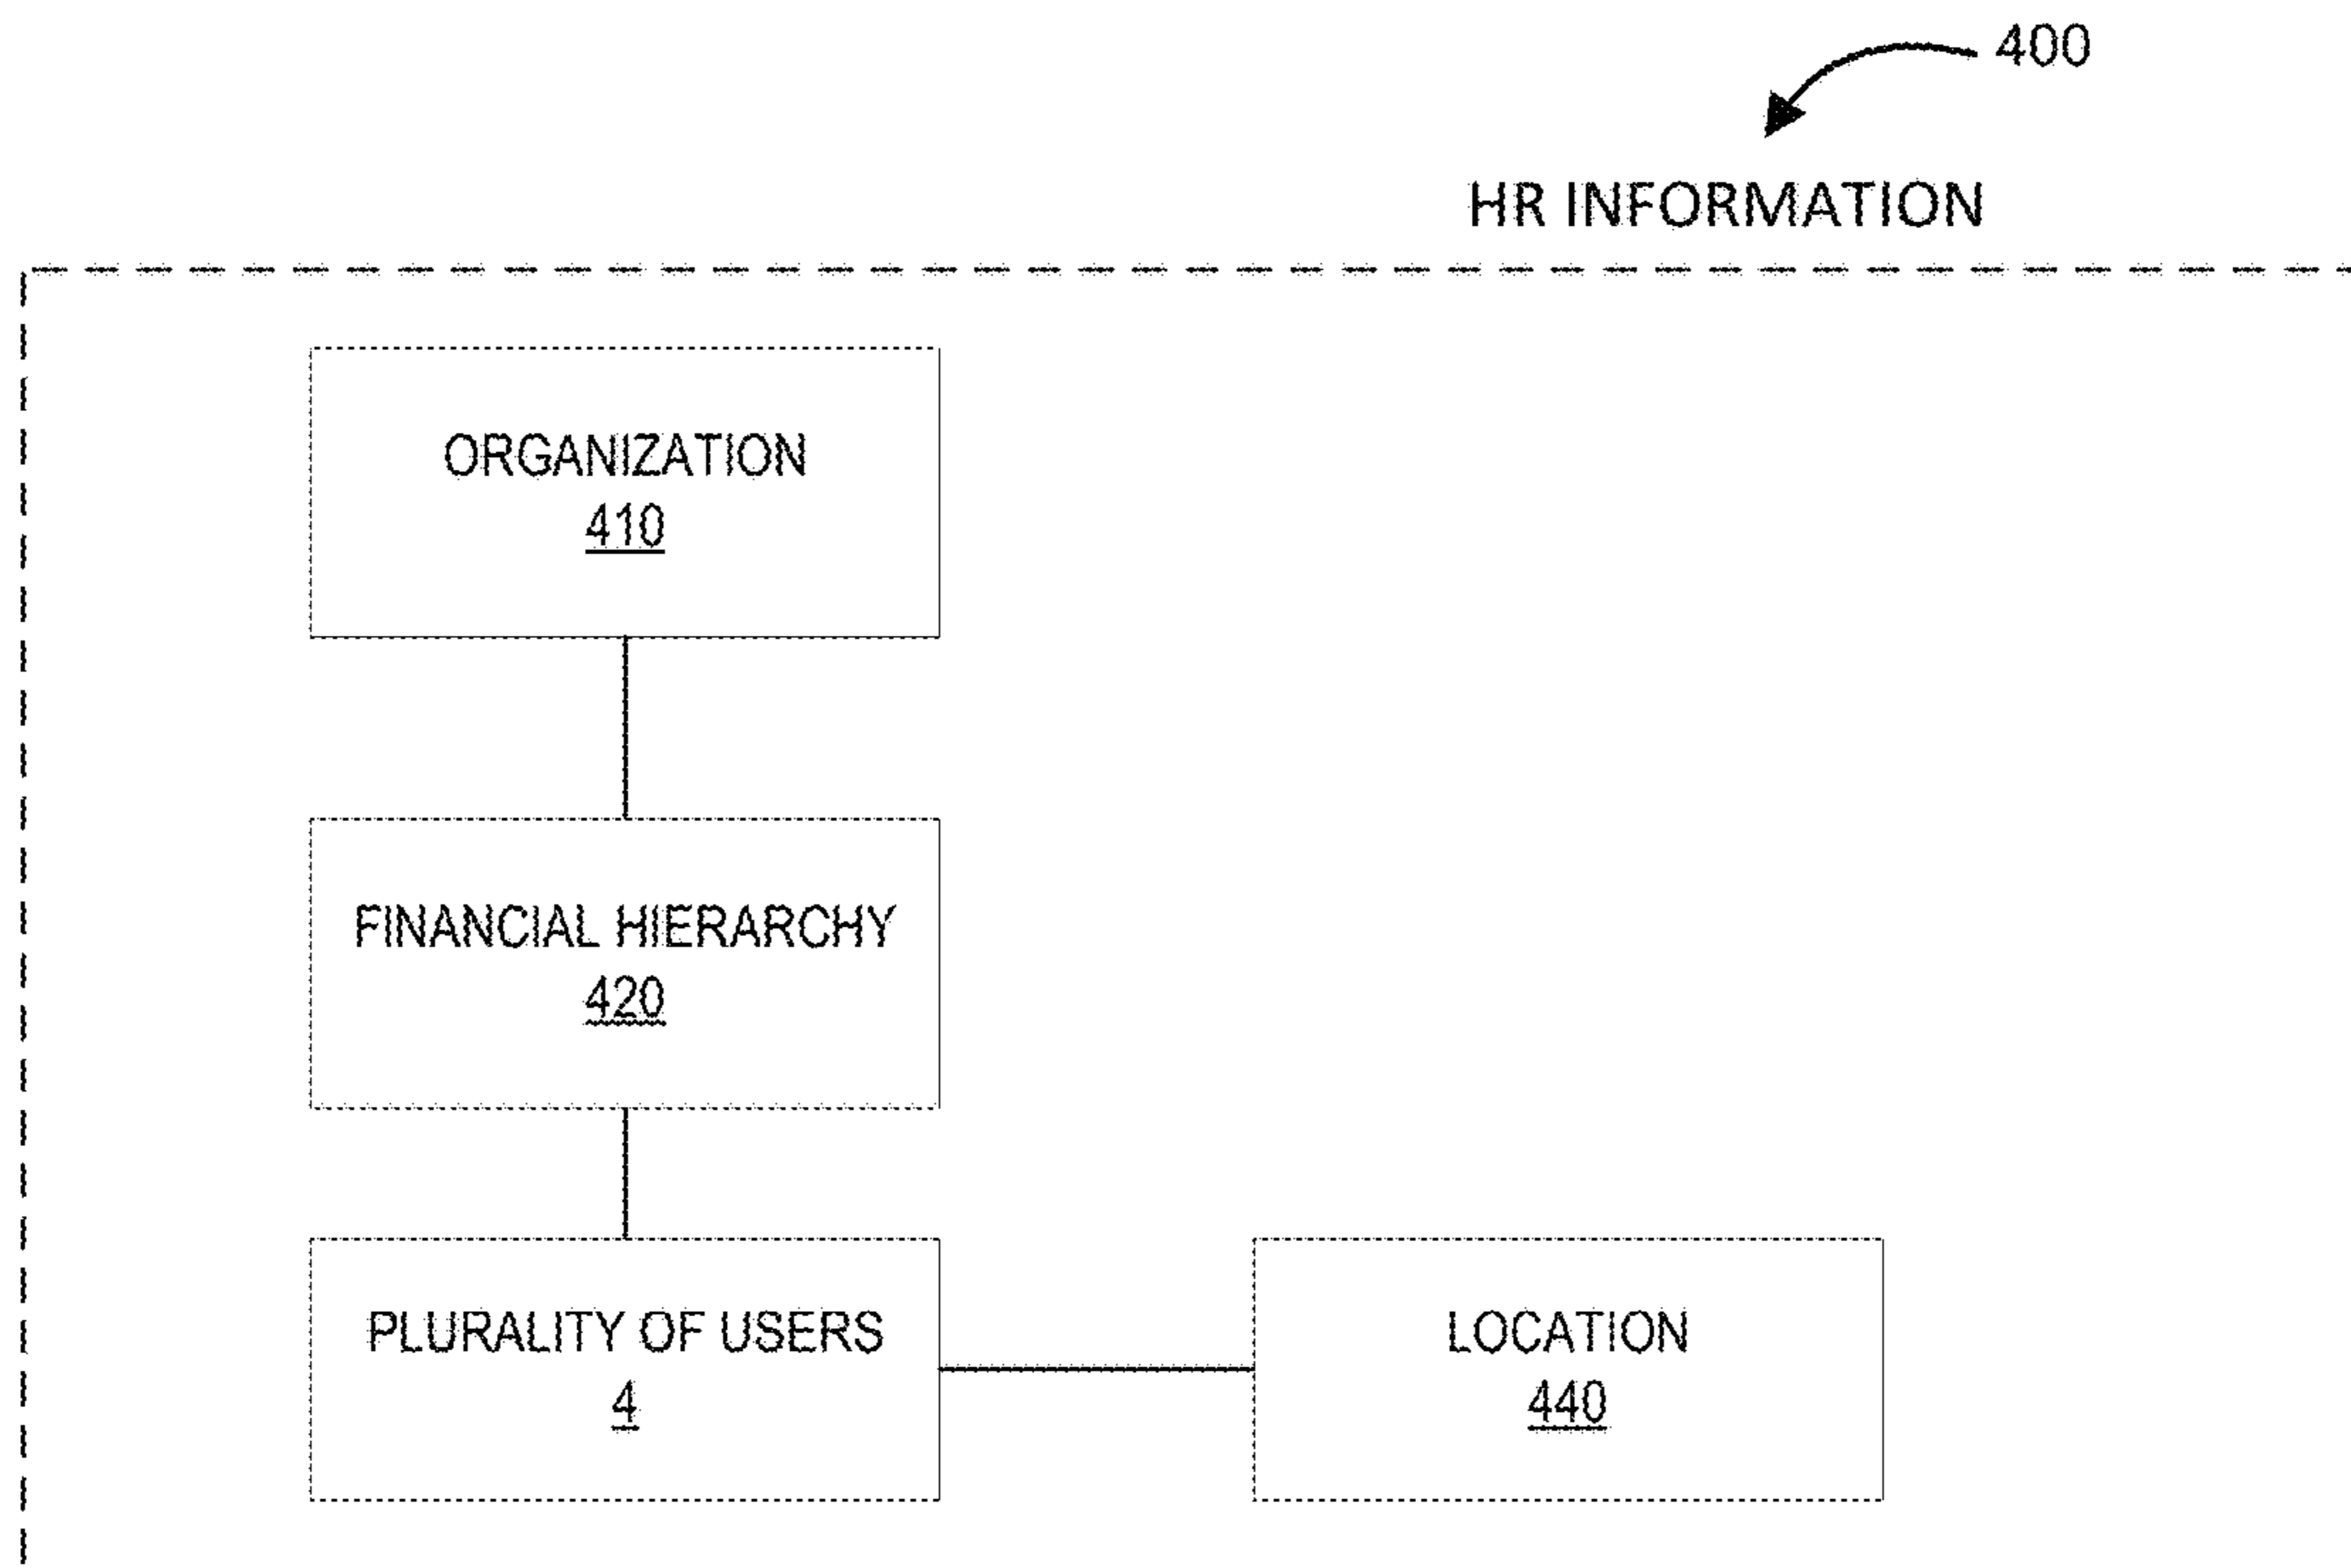 400
HR INFORMATION
ORGANIZATION
410
FINANCIAL HIERARCHY
420
PLURALITY OF USERS
4
LOCATION
440